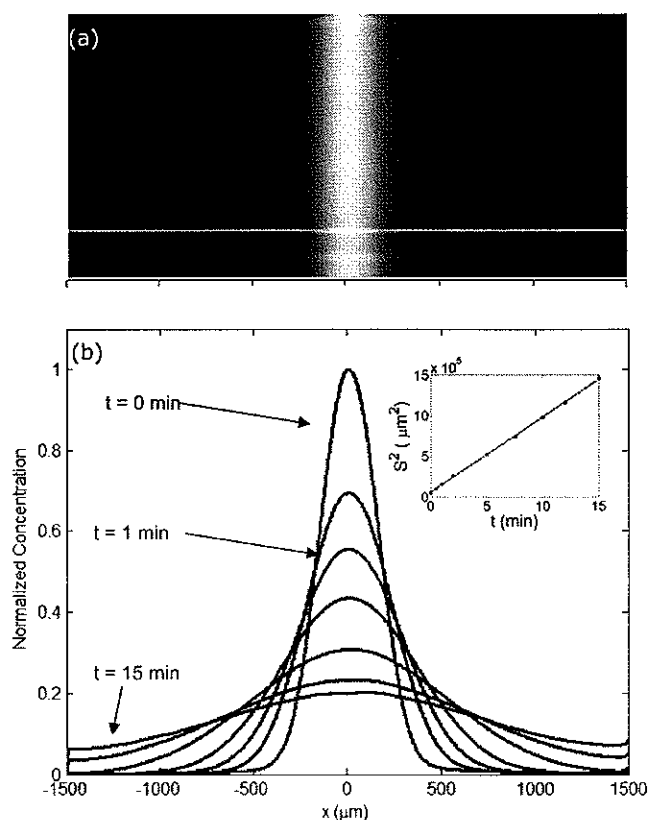 (a)
(b)
1
0.8
0.6
0.4
0.2
0
Normalized Concentration
t = 0 min
t = 1 min
t = 15 min
-1500 -1000 -500 0 500 1000 1500
x (μm)
x 10⁵
15
10
5
0
S² ( μm²)
0 5 10 15
t (min)